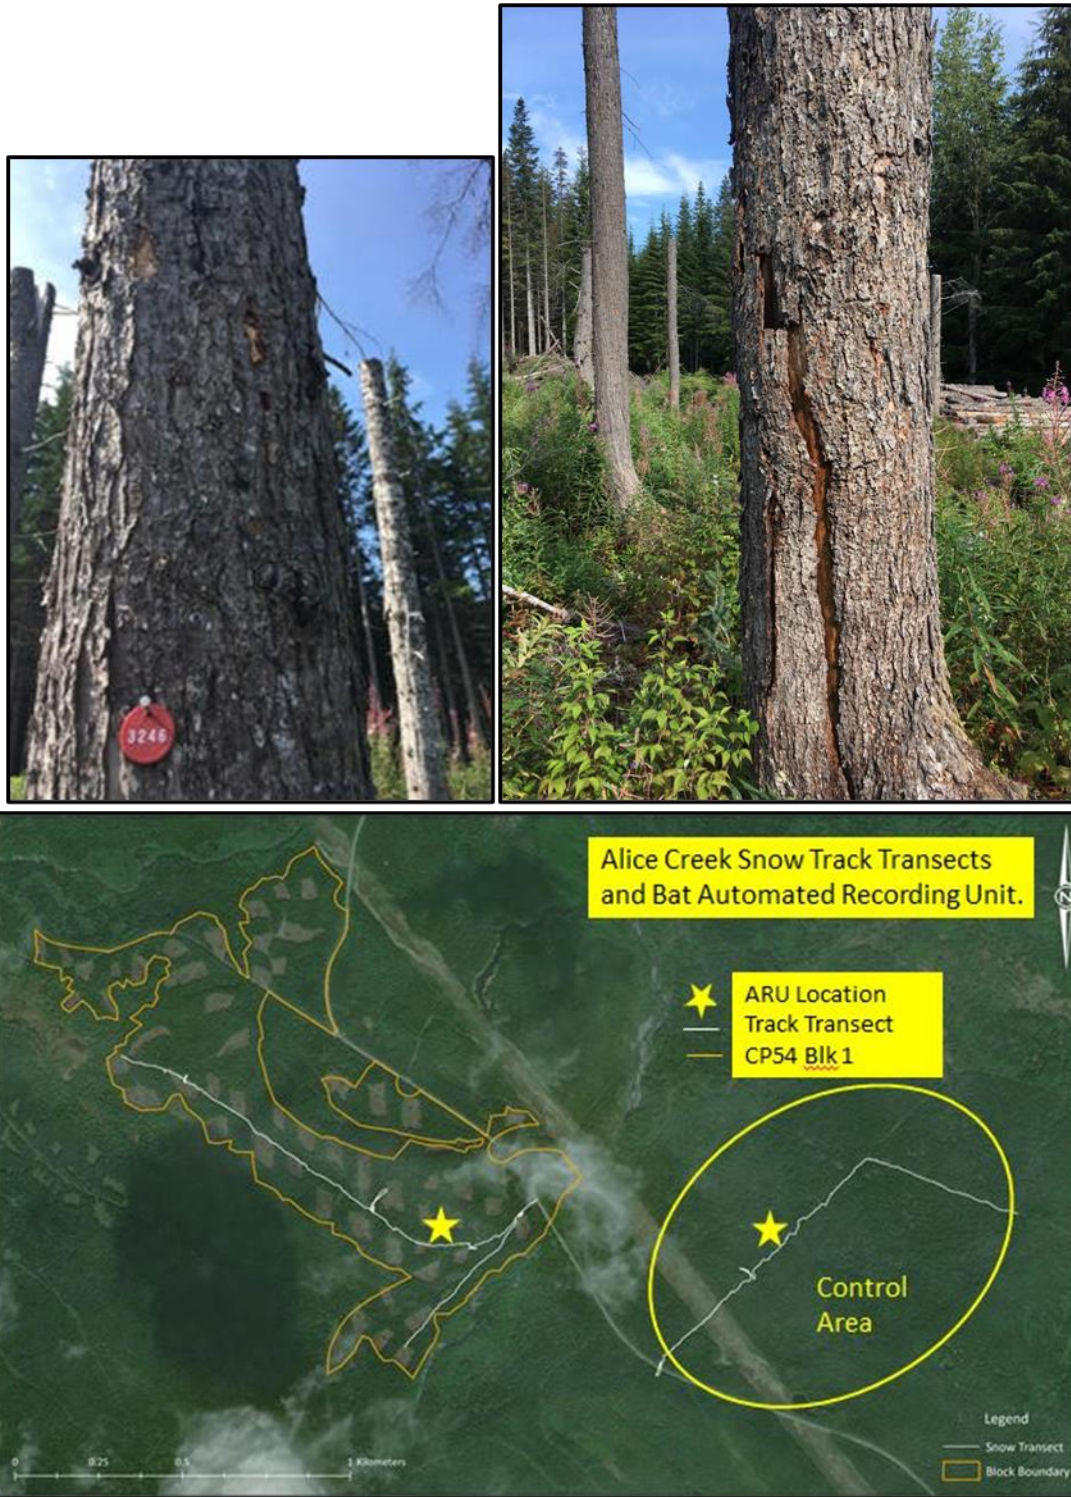 3246
Alice Creek Snow Track Transects
and Bat Automated Recording Unit.
N
ARU Location
Track Transect
CP54 Blk 1
Control
Area
Legend
Snow Transect
Block Boundary
0 0.25 0.5 1 Kilometers